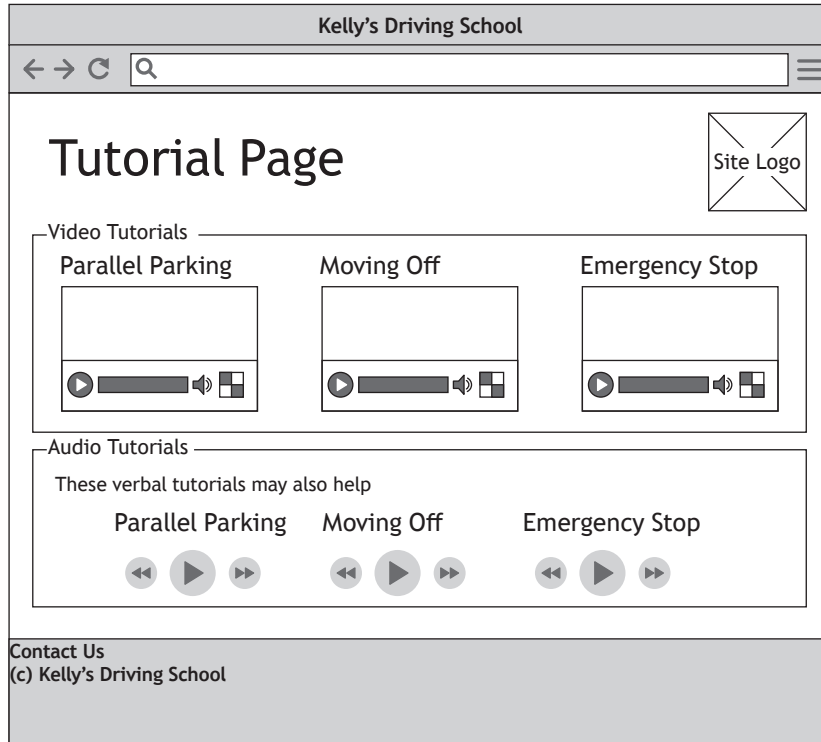 Kelly’s Driving School
Tutorial Page
Site Logo
Video Tutorials
Parallel Parking Moving Off Emergency Stop
Audio Tutorials
These verbal tutorials may also help
Parallel Parking Moving Off Emergency Stop
Contact Us
(c) Kelly’s Driving School